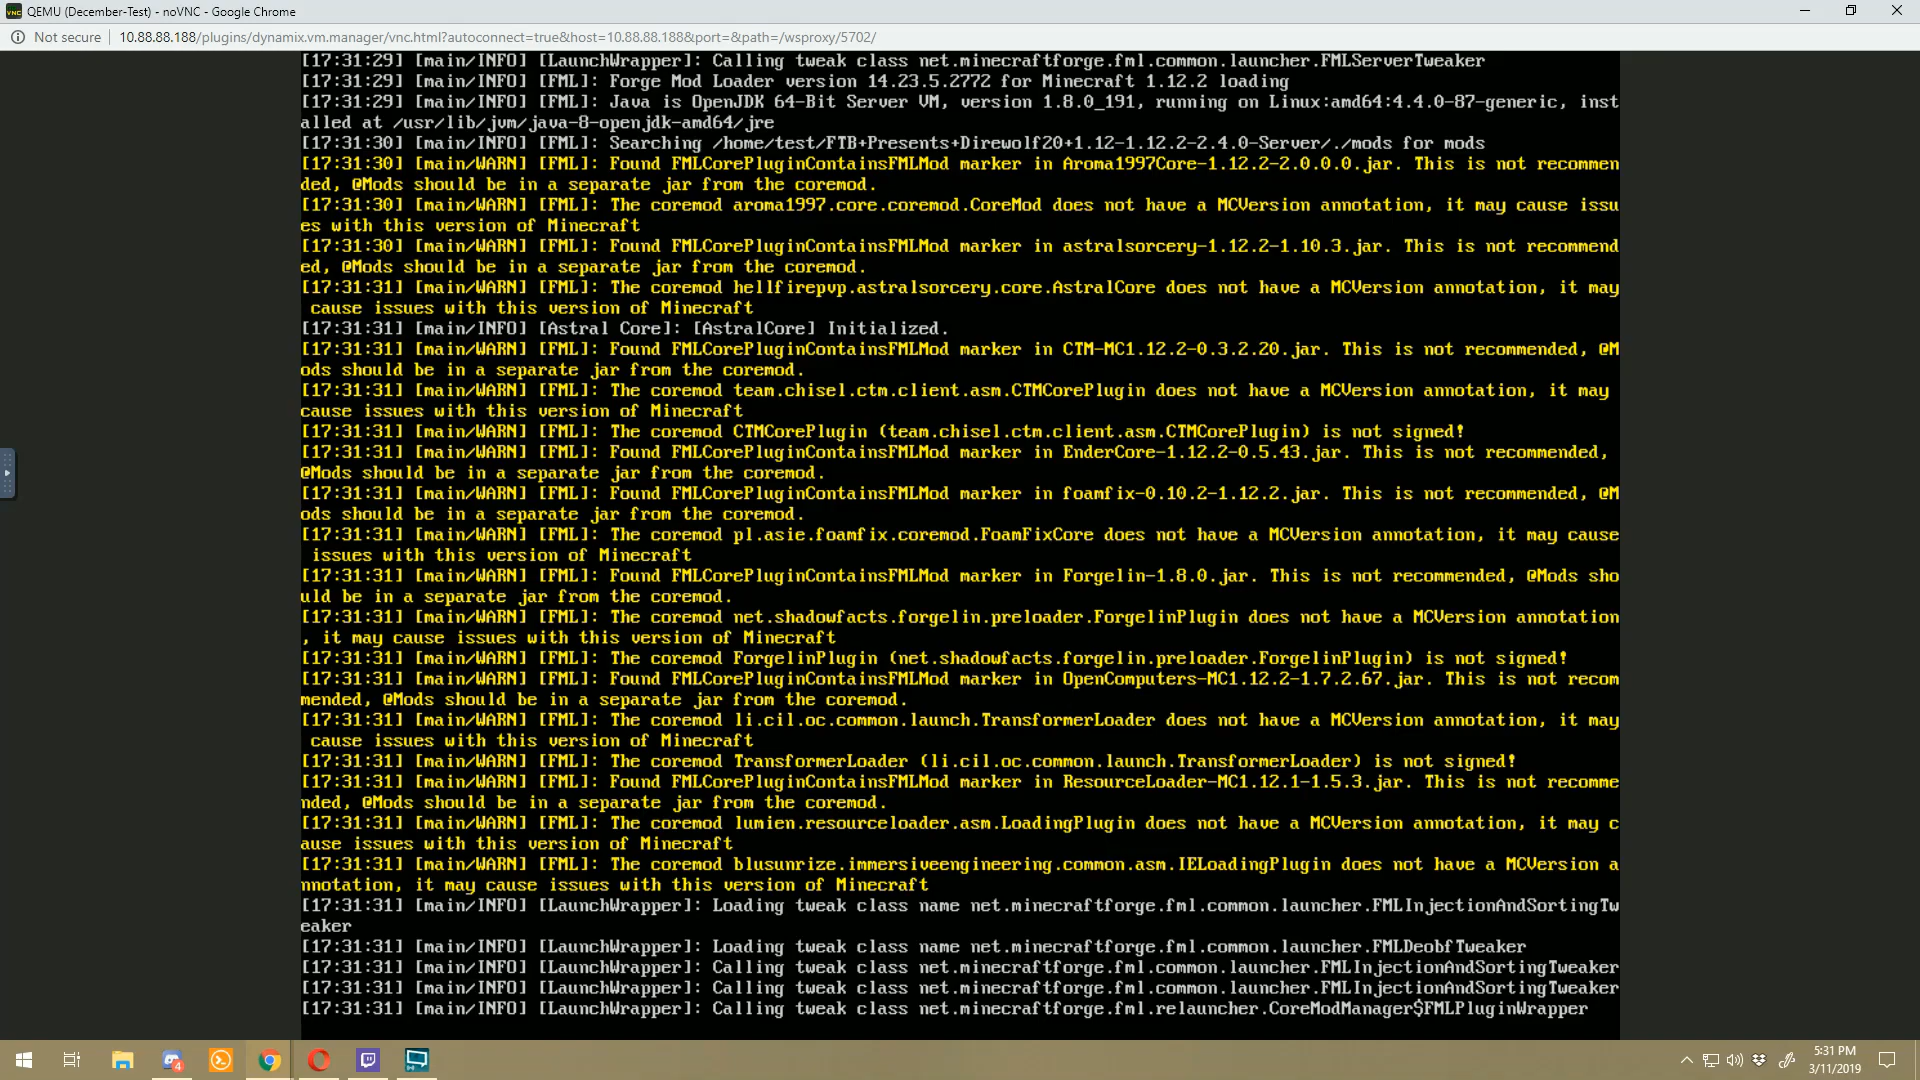 QEMU (December-Test) - noVNC - Google Chrome
Not secure 10.88.88.188/plugins/dynamix.vm.manager/vnc.html?autoconnect=true&host=10.88.88.188&port=&path=/wsproxy/5702/
[17:31:29] [main/INFO] [LaunchWrapper]: Calling tweak class net.minecraftforge.fml.common.launcher.FMLServerTweaker
[17:31:29] [main/INFO] [FML]: Forge Mod Loader version 14.23.5.2772 for Minecraft 1.12.2 loading
[17:31:29] [main/INFO] [FML]: Java is OpenJDK 64-Bit Server VM, version 1.8.0_191, running on Linux:amd64:4.4.0-87-generic, inst
alled at /usr/lib/jvm/java-8-openjdk-amd64/jre
[17:31:30] [main/INFO] [FML]: Searching /home/test/FTB+Presents+Direwolf20+1.12-1.12.2-2.4.0-Server/./mods for mods
[17:31:30] [main/WARN] [FML]: Found FMLCorePluginContainsFMLMod marker in Aroma1997Core-1.12.2-2.0.0.0.jar. This is not recommen
ded, @Mods should be in a separate jar from the coremod.
[17:31:30] [main/WARN] [FML]: The coremod aroma1997.core.coremod.CoreMod does not have a MCVersion annotation, it may cause issu
es with this version of Minecraft
[17:31:30] [main/WARN] [FML]: Found FMLCorePluginContainsFMLMod marker in astralsorcery-1.12.2-1.10.3.jar. This is not recommend
ed, @Mods should be in a separate jar from the coremod.
[17:31:31] [main/WARN] [FML]: The coremod hellfirepvp.astralsorcery.core.AstralCore does not have a MCVersion annotation, it may
 cause issues with this version of Minecraft
[17:31:31] [main/INFO] [Astral Core]: [AstralCore] Initialized.
[17:31:31] [main/WARN] [FML]: Found FMLCorePluginContainsFMLMod marker in CTM-MC1.12.2-0.3.2.20.jar. This is not recommended, @M
ods should be in a separate jar from the coremod.
[17:31:31] [main/WARN] [FML]: The coremod team.chisel.ctm.client.asm.CTMCorePlugin does not have a MCVersion annotation, it may
cause issues with this version of Minecraft
[17:31:31] [main/WARN] [FML]: The coremod CTMCorePlugin (team.chisel.ctm.client.asm.CTMCorePlugin) is not signed!
[17:31:31] [main/WARN] [FML]: Found FMLCorePluginContainsFMLMod marker in EnderCore-1.12.2-0.5.43.jar. This is not recommended,
@Mods should be in a separate jar from the coremod.
[17:31:31] [main/WARN] [FML]: Found FMLCorePluginContainsFMLMod marker in foamfix-0.10.2-1.12.2.jar. This is not recommended, @M
ods should be in a separate jar from the coremod.
[17:31:31] [main/WARN] [FML]: The coremod pl.asie.foamfix.coremod.FoamFixCore does not have a MCVersion annotation, it may cause
 issues with this version of Minecraft
[17:31:31] [main/WARN] [FML]: Found FMLCorePluginContainsFMLMod marker in Forgelin-1.8.0.jar. This is not recommended, @Mods sho
uld be in a separate jar from the coremod.
[17:31:31] [main/WARN] [FML]: The coremod net.shadowfacts.forgelin.preloader.ForgelinPlugin does not have a MCVersion annotation
, it may cause issues with this version of Minecraft
[17:31:31] [main/WARN] [FML]: The coremod ForgelinPlugin (net.shadowfacts.forgelin.preloader.ForgelinPlugin) is not signed!
[17:31:31] [main/WARN] [FML]: Found FMLCorePluginContainsFMLMod marker in OpenComputers-MC1.12.2-1.7.2.67.jar. This is not recom
mended, @Mods should be in a separate jar from the coremod.
[17:31:31] [main/WARN] [FML]: The coremod li.cil.oc.common.launch.TransformerLoader does not have a MCVersion annotation, it may
 cause issues with this version of Minecraft
[17:31:31] [main/WARN] [FML]: The coremod TransformerLoader (li.cil.oc.common.launch.TransformerLoader) is not signed!
[17:31:31] [main/WARN] [FML]: Found FMLCorePluginContainsFMLMod marker in ResourceLoader-MC1.12.1-1.5.3.jar. This is not recomme
nded, @Mods should be in a separate jar from the coremod.
[17:31:31] [main/WARN] [FML]: The coremod lumien.resourceloader.asm.LoadingPlugin does not have a MCVersion annotation, it may c
ause issues with this version of Minecraft
[17:31:31] [main/WARN] [FML]: The coremod blusunrize.immersiveengineering.common.asm.IELoadingPlugin does not have a MCVersion a
nnotation, it may cause issues with this version of Minecraft
[17:31:31] [main/INFO] [LaunchWrapper]: Loading tweak class name net.minecraftforge.fml.common.launcher.FMLInjectionAndSortingTw
eaker
[17:31:31] [main/INFO] [LaunchWrapper]: Loading tweak class name net.minecraftforge.fml.common.launcher.FMLDeobfTweaker
[17:31:31] [main/INFO] [LaunchWrapper]: Calling tweak class net.minecraftforge.fml.common.launcher.FMLInjectionAndSortingTweaker
[17:31:31] [main/INFO] [LaunchWrapper]: Calling tweak class net.minecraftforge.fml.common.launcher.FMLInjectionAndSortingTweaker
[17:31:31] [main/INFO] [LaunchWrapper]: Calling tweak class net.minecraftforge.fml.relauncher.CoreModManager$FMLPluginWrapper
4
5:31 PM
3/11/2019